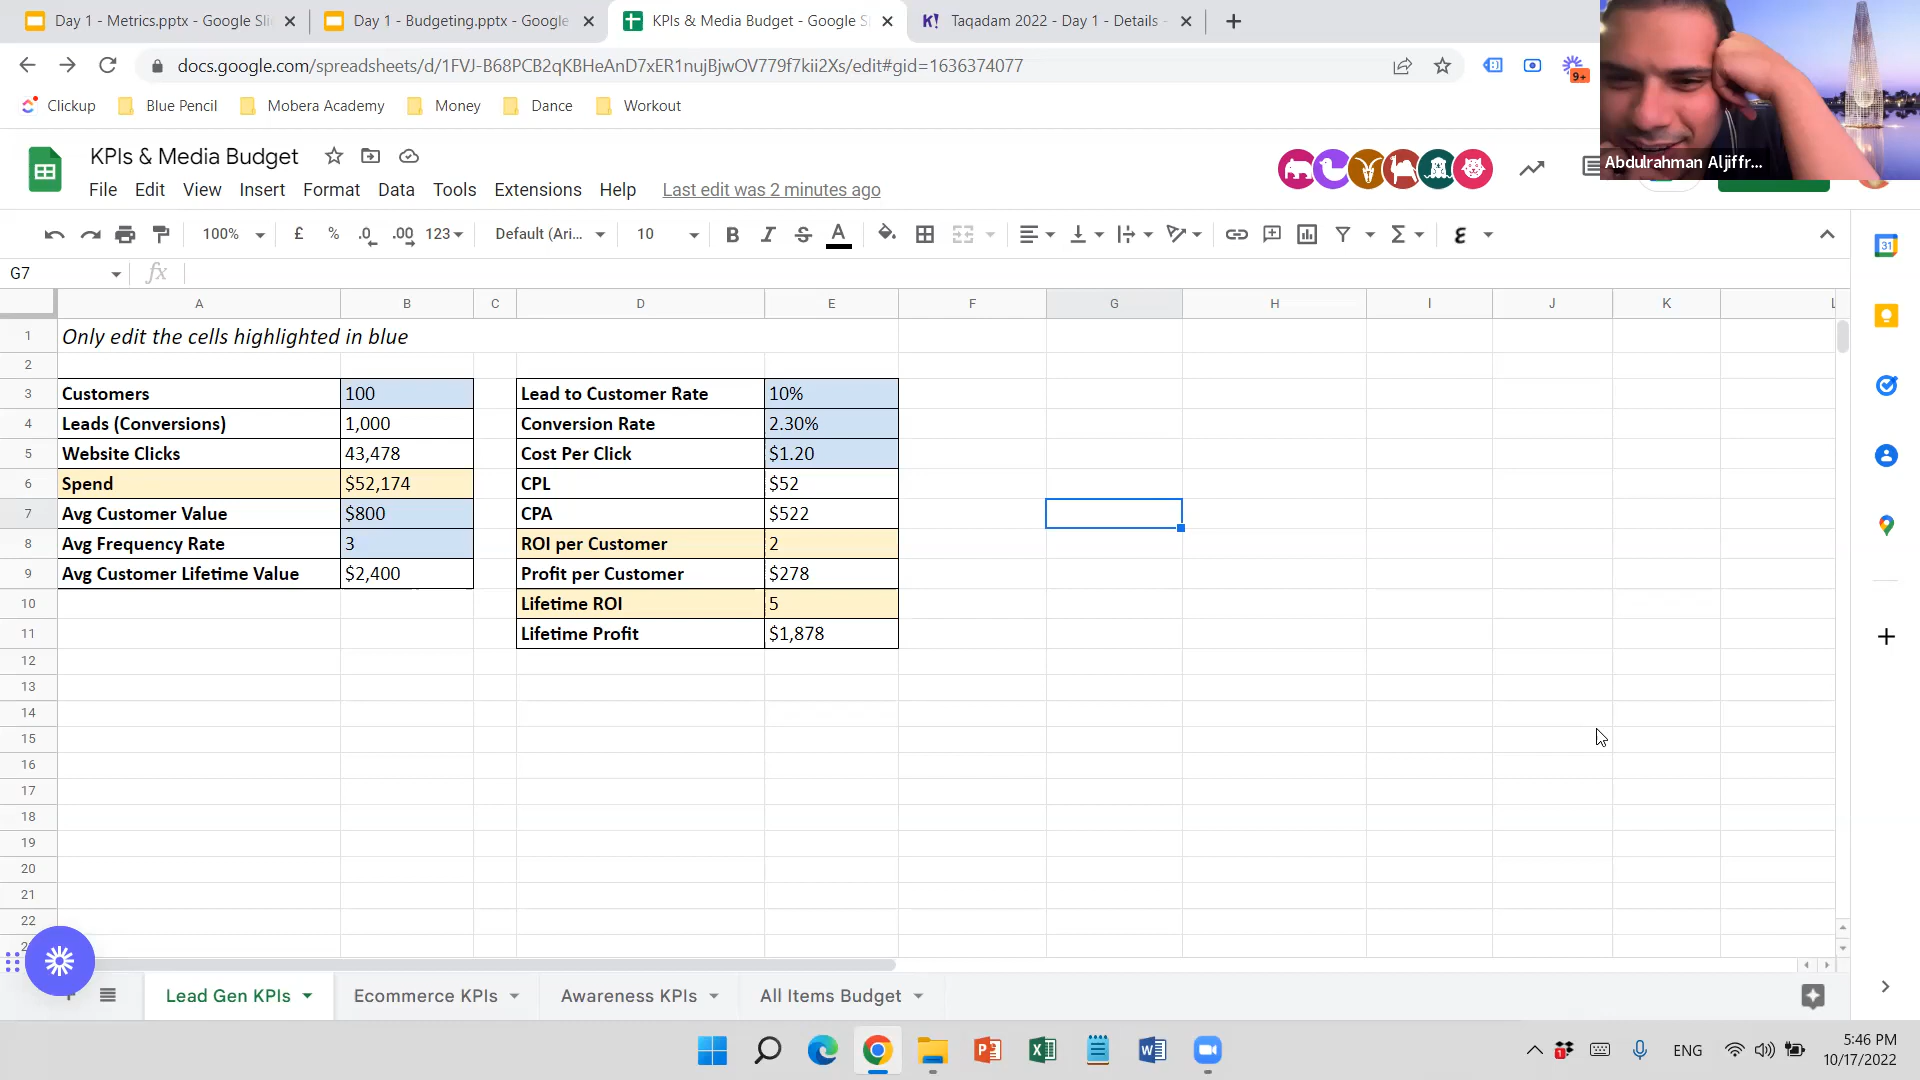 Day 1 - Metrics.pptx - Google Sli
Day 1 - Budgeting.pptx - Google
KPIs & Media Budget - Google S
Taqadam 2022 - Day 1 - Details -
docs.google.com/spreadsheets/d/1FVJ-B68PCB2qKBHeAnD7xER1nujBjwOV779f7kii2Xs/edit#gid=1636374077
9+
Clickup
Blue Pencil
Mobera Academy
Money
Dance
Workout
Abdulrahman Aljiffr...
KPIs & Media Budget
File Edit View Insert Format Data Tools Extensions Help Last edit was 2 minutes ago
100% £ % .0 .00 123 Default (Ari... 10 B I S A
31
G7 fx
A B C D E F G H I J K L
1 Only edit the cells highlighted in blue
2
3 Customers 100 Lead to Customer Rate 10%
4 Leads (Conversions) 1,000 Conversion Rate 2.30%
5 Website Clicks 43,478 Cost Per Click $1.20
6 Spend $52,174 CPL $52
7 Avg Customer Value $800 CPA $522
8 Avg Frequency Rate 3 ROI per Customer 2
9 Avg Customer Lifetime Value $2,400 Profit per Customer $278
10 Lifetime ROI 5
11 Lifetime Profit $1,878
12
13
14
15
16
17
18
19
20
21
22
Lead Gen KPIs
Ecommerce KPIs
Awareness KPIs
All Items Budget
ENG
5:46 PM
10/17/2022